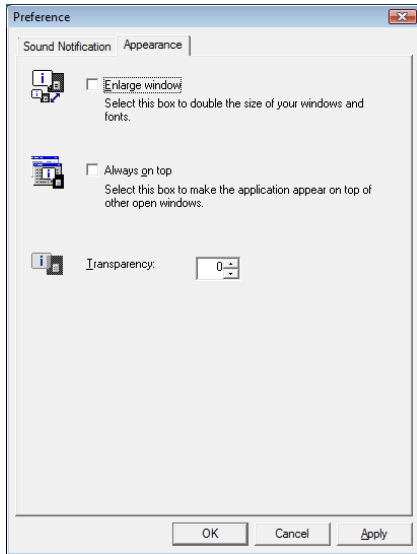 Preference
Sound Notification Appearance
Enlarge window
Select this box to double the size of your windows and
fonts.
Always on top
Select this box to make the application appear on top of
other open windows.
Transparency: 0
OK Cancel Apply